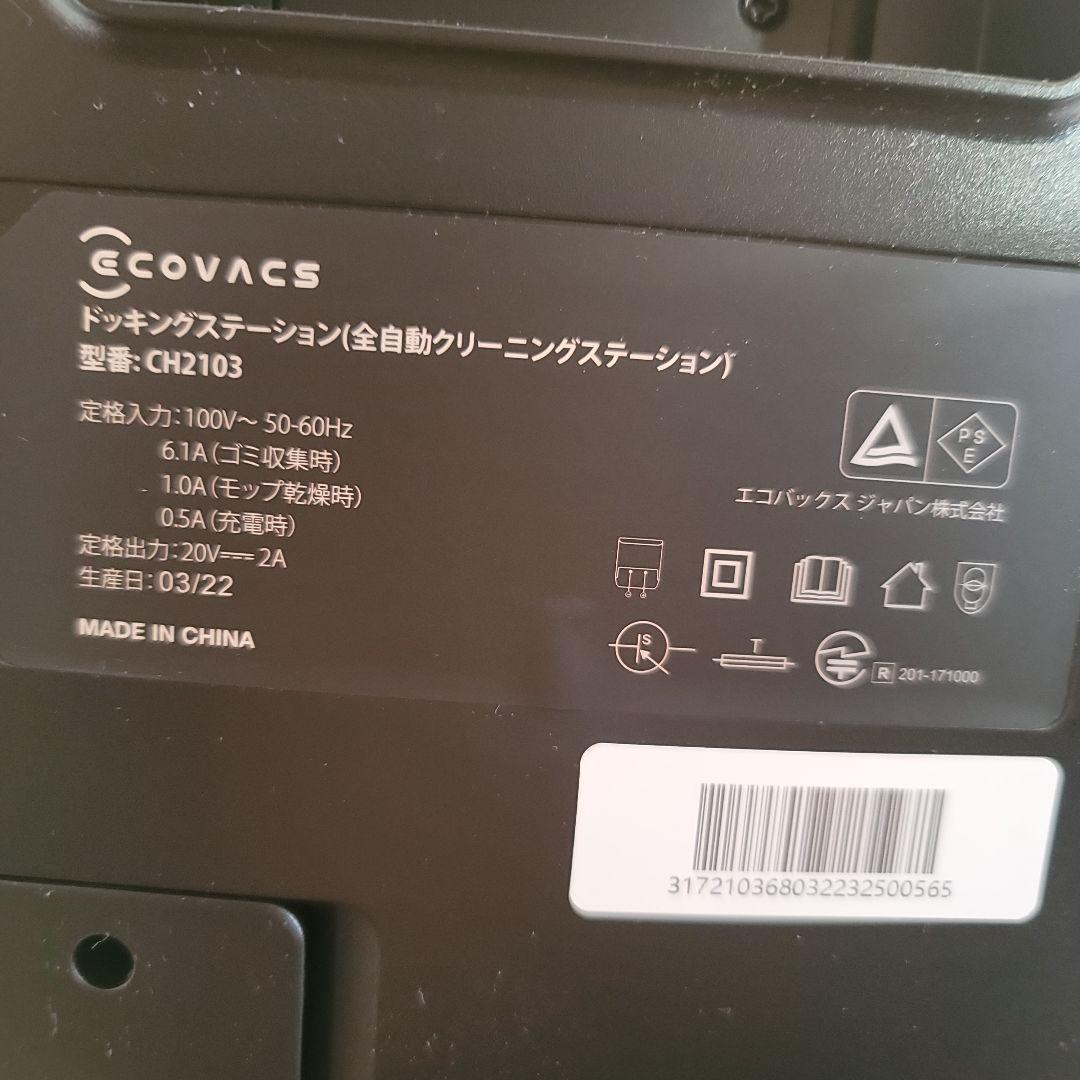 ECOVACS
ドッキングステーション(全自動クリーニングステーション)
型番: CH2103
定格入力:100V～ 50-60Hz
6.1A(ゴミ収集時)
1.0A(モップ乾燥時)
0.5A(充電時)
定格出力:20V⎓2A
生産日:03/22
MADE IN CHINA
PS
E
エコバックス ジャパン株式会社
S
T
R 201-171000
317210368032232500565